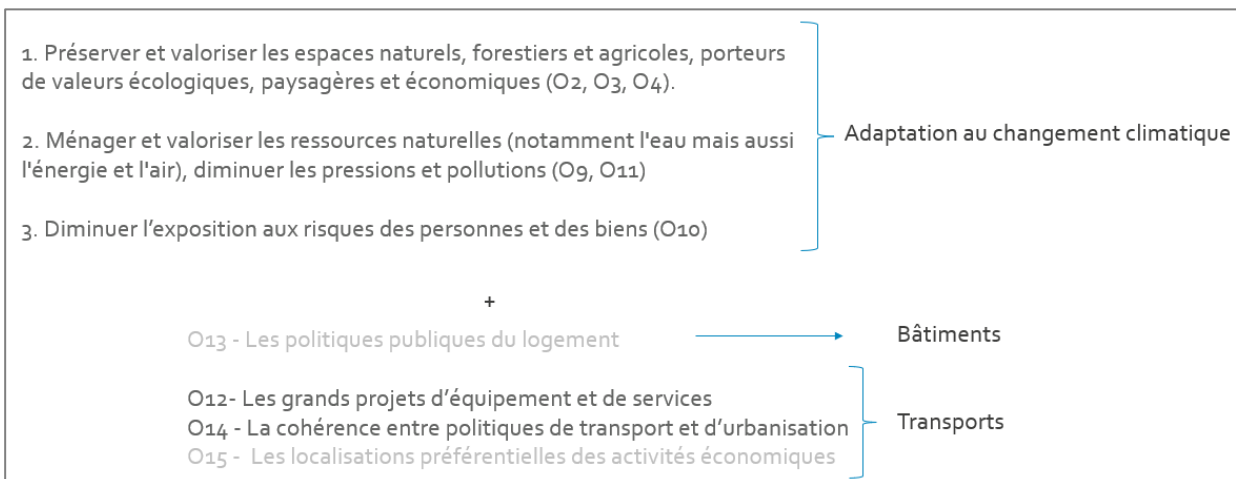 1. Préserver et valoriser les espaces naturels, forestiers et agricoles, porteurs
de valeurs écologiques, paysagères et économiques (O2, O3, O4).
2. Ménager et valoriser les ressources naturelles (notamment l'eau mais aussi
l'énergie et l'air), diminuer les pressions et pollutions (O9, O11)
3. Diminuer l’exposition aux risques des personnes et des biens (O10)
Adaptation au changement climatique
+
O13 - Les politiques publiques du logement
Bâtiments
O12- Les grands projets d’équipement et de services
O14 - La cohérence entre politiques de transport et d’urbanisation
O15 - Les localisations préférentielles des activités économiques
Transports